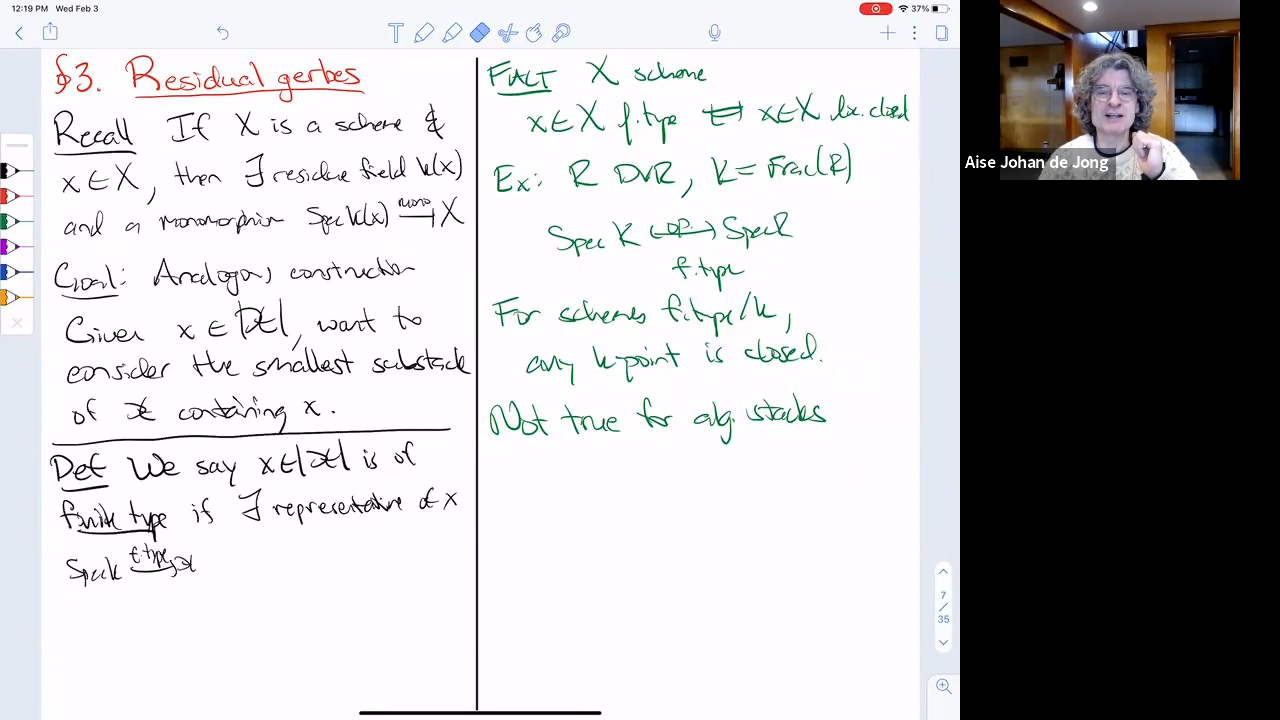 12:19 PM Wed Feb 3
37%
§3. Residual gerbes
Recall If X is a scheme &
x ∈ X, then ∃ residue field k(x)
and a monomorphism Spec k(x) mono→ X
Goal: Analogous construction
Given x ∈ |𝒳|, want to
consider the smallest substack
of 𝒳 containing x.
Def We say x ∈ |𝒳| is of
finite type if ∃ representative of x
Spec k f.type→ 𝒳
FACT X scheme
x ∈ X f.type ⟺ x ∈ X loc. closed
Ex: R DVR, K = Frac(R)
Spec K op.→ Spec R
f.type
For schemes f.type/k,
any k-point is closed.
Not true for alg. stacks
7
/
35
Aise Johan de Jong